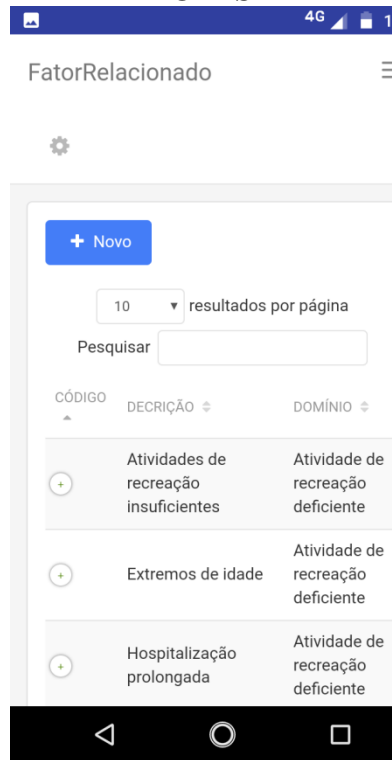 4G 1
FatorRelacionado
+ Novo
10 resultados por página
Pesquisar
CÓDIGO DECRIÇÃO DOMÍNIO
Atividades de recreação insuficientes
Atividade de recreação deficiente
Extremos de idade
Atividade de recreação deficiente
Hospitalização prolongada
Atividade de recreação deficiente